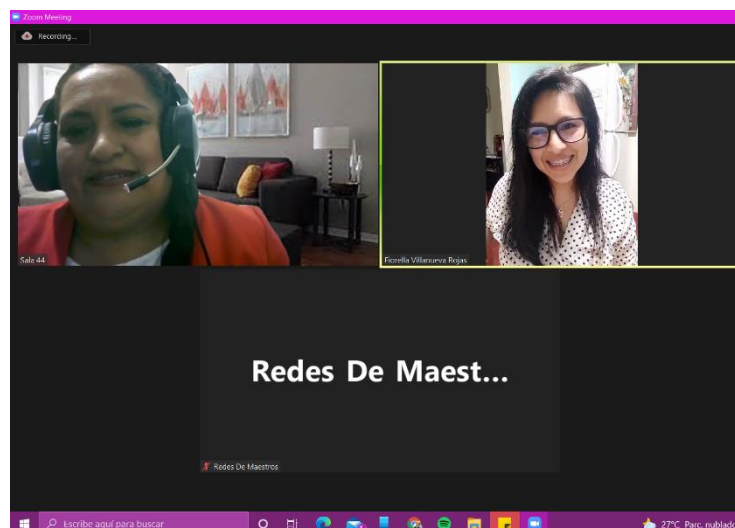 Zoom Meeting
Recording...
Sala 44
Fiorella Villanueva Rojas
Redes De Maest...
Redes De Maestros
Escribe aquí para buscar
27°C Parc. nublado